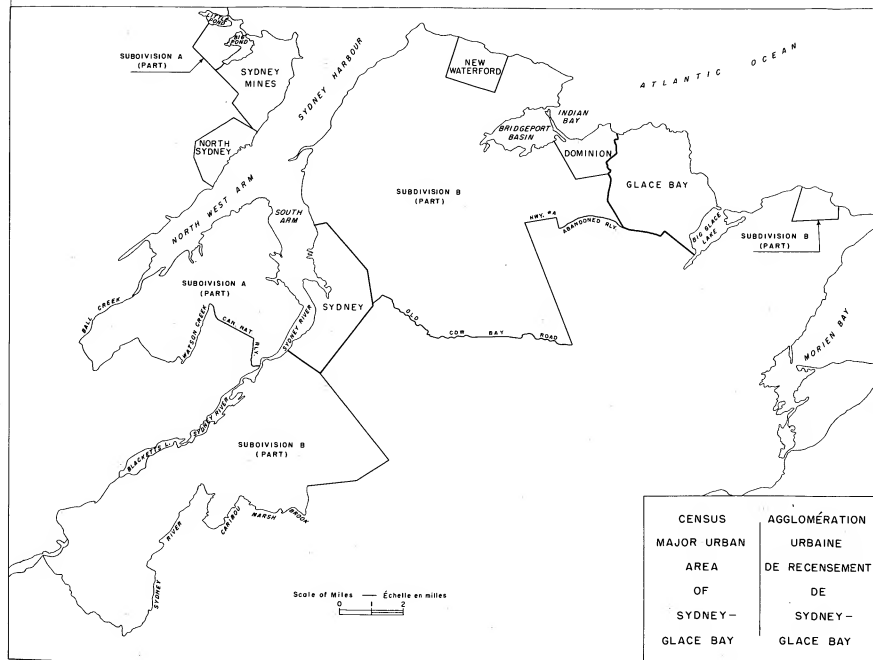 LITTLE
POND
BIG
POND
SUBDIVISION A
(PART)
SYDNEY
MINES
SYDNEY HARBOUR
NEW
WATERFORD
ATLANTIC OCEAN
NORTH
SYDNEY
INDIAN
BAY
BRIDGEPORT
BASIN
DOMINION
GLACE BAY
NORTH WEST ARM
SOUTH
ARM
SUBDIVISION B
(PART)
HWY. #4
ABANDONED RLY.
BIG GLACE
LAKE
SUBDIVISION B
(PART)
BALL CREEK
SUBDIVISION A
(PART)
WATSON CREEK
CAN NAT
RLY.
SYDNEY RIVER
SYDNEY
OLD
COW BAY
ROAD
MORIEN BAY
BLACKETTS L.
SYDNEY RIVER
SUBDIVISION B
(PART)
SYDNEY
RIVER
CARIBOU
MARSH
BROOK
Scale of Miles — Échelle en milles
0 1 2
CENSUS
MAJOR URBAN
AREA
OF
SYDNEY–
GLACE BAY
AGGLOMÉRATION
URBAINE
DE RECENSEMENT
DE
SYDNEY–
GLACE BAY